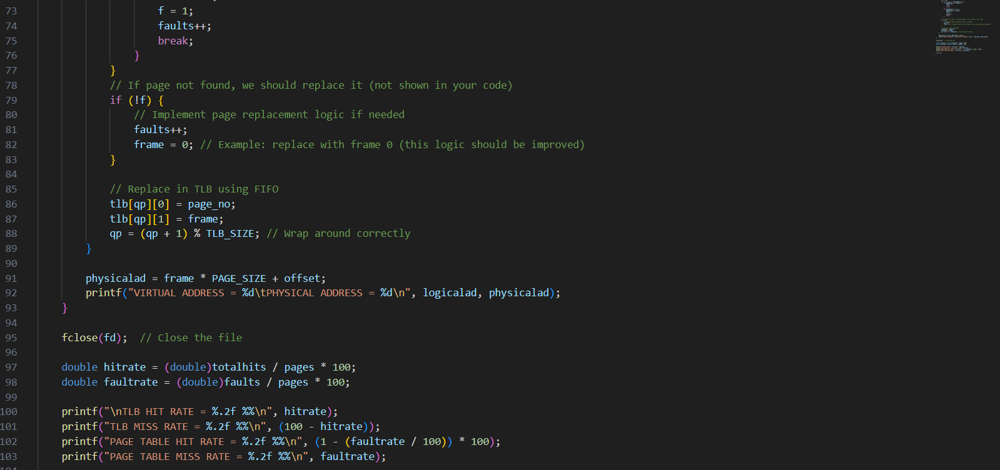 73 f = 1;
74 faults++;
75 break;
76 }
77 }
78 // If page not found, we should replace it (not shown in your code)
79 if (!f) {
80 // Implement page replacement logic if needed
81 faults++;
82 frame = 0; // Example: replace with frame 0 (this logic should be improved)
83 }
84
85 // Replace in TLB using FIFO
86 tlb[qp][0] = page_no;
87 tlb[qp][1] = frame;
88 qp = (qp + 1) % TLB_SIZE; // Wrap around correctly
89 }
90
91 physicalad = frame * PAGE_SIZE + offset;
92 printf("VIRTUAL ADDRESS = %d\tPHYSICAL ADDRESS = %d\n", logicalad, physicalad);
93 }
94
95 fclose(fd);  // Close the file
96
97 double hitrate = (double)totalhits / pages * 100;
98 double faultrate = (double)faults / pages * 100;
99
100 printf("\nTLB HIT RATE = %.2f %%\n", hitrate);
101 printf("TLB MISS RATE = %.2f %%\n", (100 - hitrate));
102 printf("PAGE TABLE HIT RATE = %.2f %%\n", (1 - (faultrate / 100)) * 100);
103 printf("PAGE TABLE MISS RATE = %.2f %%\n", faultrate);